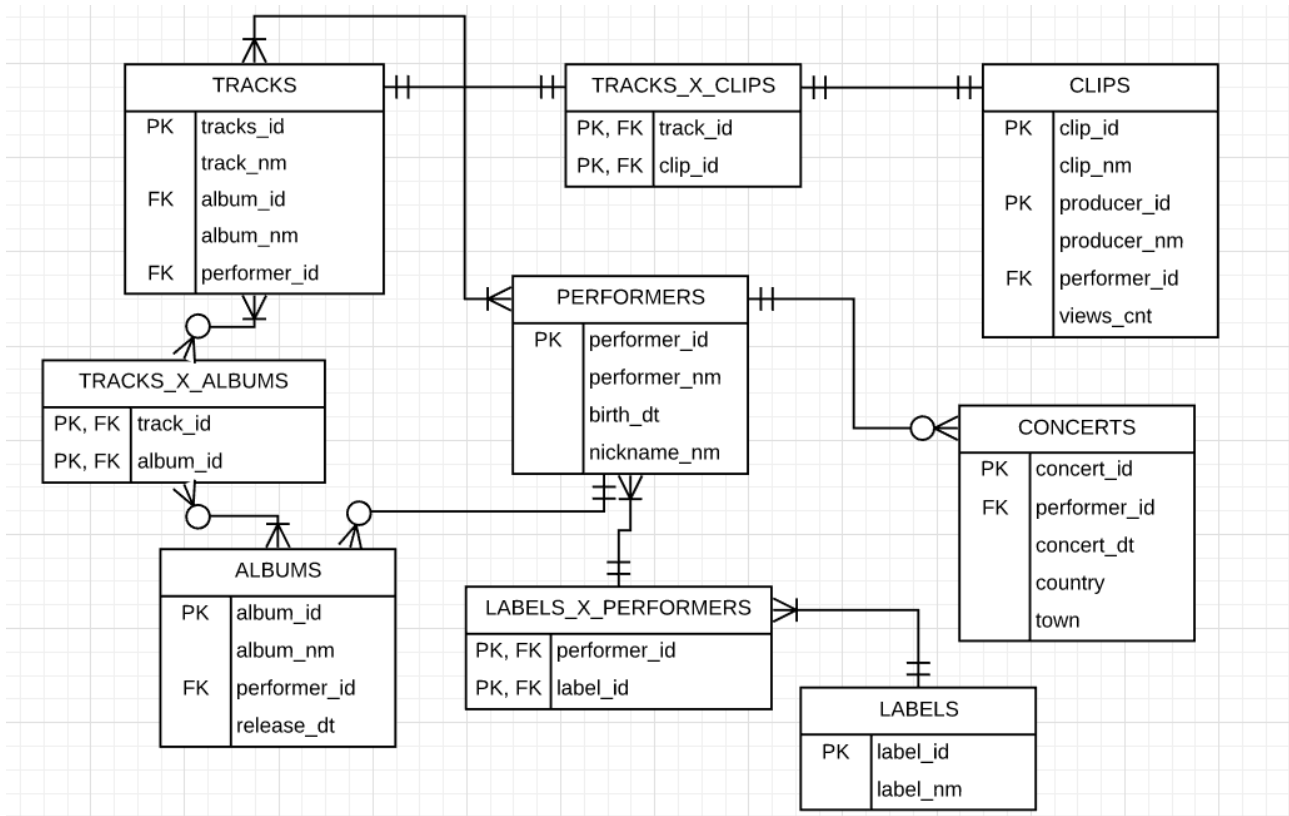 TRACKS
PK tracks_id
track_nm
FK album_id
album_nm
FK performer_id
TRACKS_X_CLIPS
PK, FK track_id
PK, FK clip_id
CLIPS
PK clip_id
clip_nm
PK producer_id
producer_nm
FK performer_id
views_cnt
PERFORMERS
PK performer_id
performer_nm
birth_dt
nickname_nm
TRACKS_X_ALBUMS
PK, FK track_id
PK, FK album_id
CONCERTS
PK concert_id
FK performer_id
concert_dt
country
town
ALBUMS
PK album_id
album_nm
FK performer_id
release_dt
LABELS_X_PERFORMERS
PK, FK performer_id
PK, FK label_id
LABELS
PK label_id
label_nm